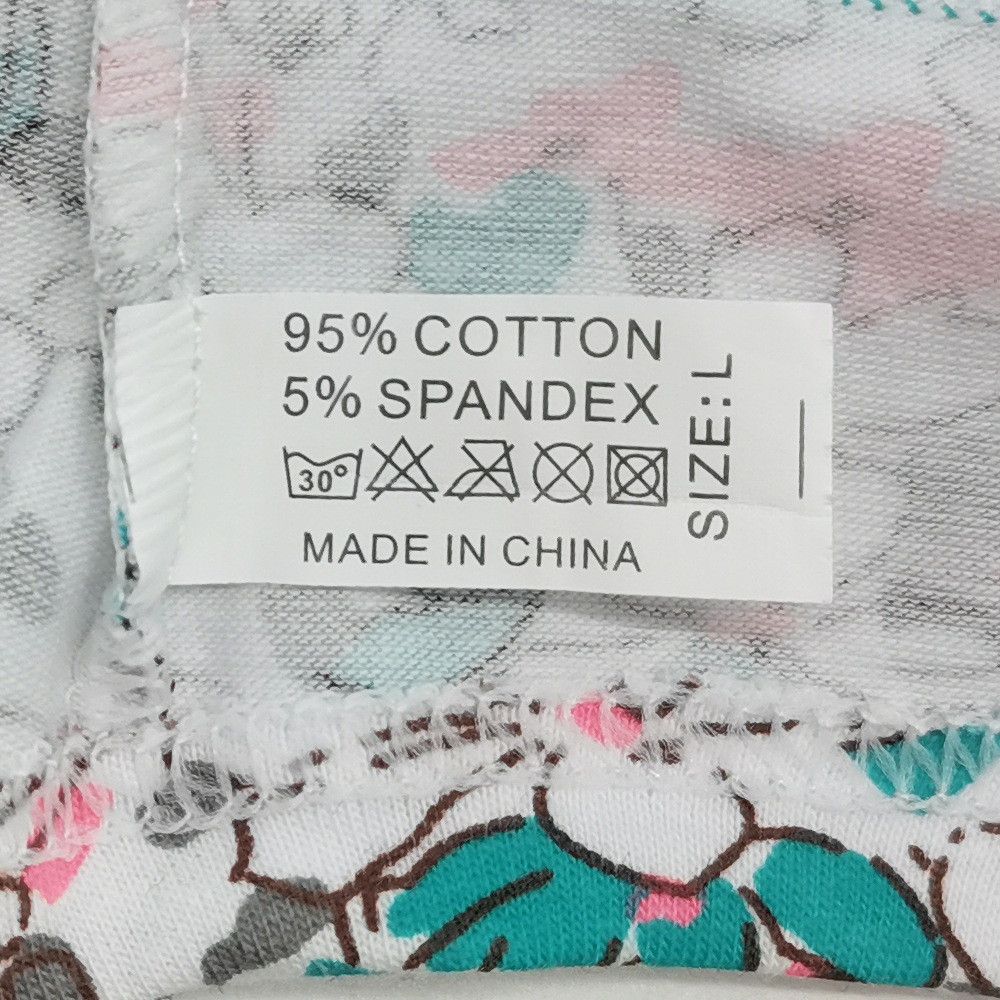 95% COTTON
5% SPANDEX
30°
MADE IN CHINA
SIZE: L